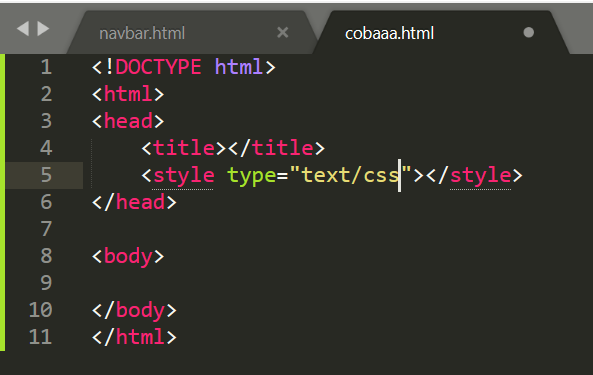 navbar.html × cobaaa.html
1 <!DOCTYPE html>
2 <html>
3 <head>
4 <title></title>
5 <style type="text/css"></style>
6 </head>
7
8 <body>
9
10 </body>
11 </html>